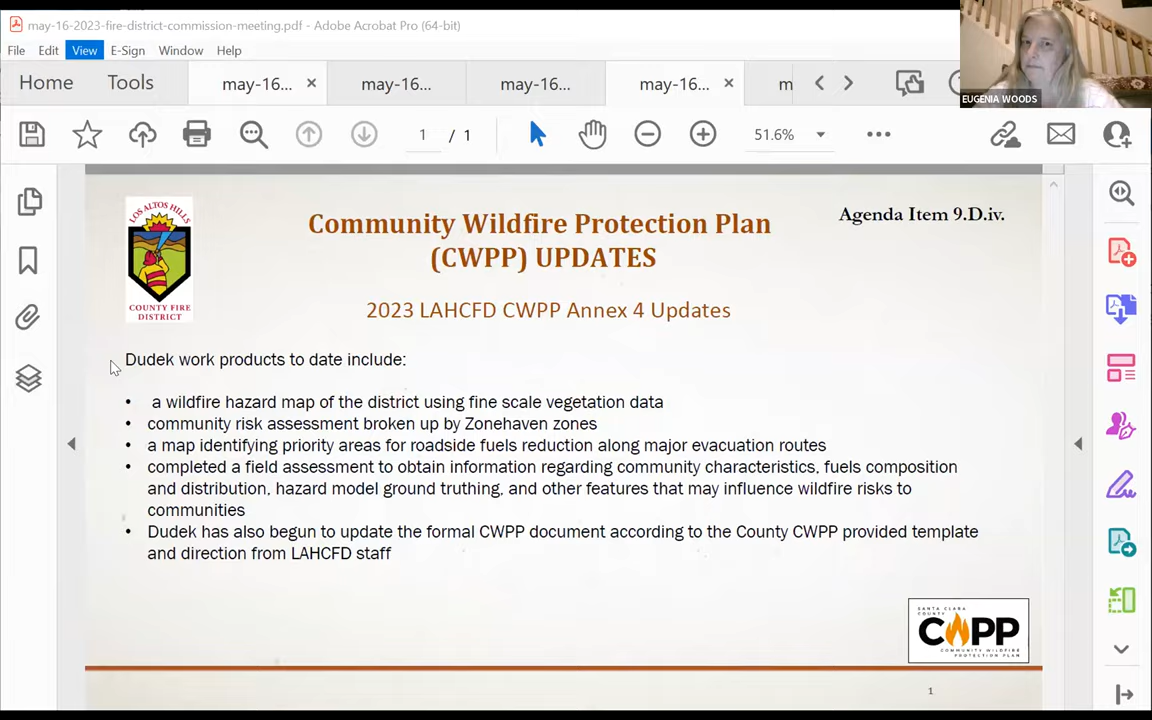 may-16-2023-fire-district-commission-meeting.pdf - Adobe Acrobat Pro (64-bit)
File Edit View E-Sign Window Help
EUGENIA WOODS
Home Tools may-16... × may-16... may-16... may-16... × m
1 / 1 51.6%
Agenda Item 9.D.iv.
LOS ALTOS HILLS
COUNTY FIRE
DISTRICT
Community Wildfire Protection Plan
(CWPP) UPDATES
2023 LAHCFD CWPP Annex 4 Updates
Dudek work products to date include:
• a wildfire hazard map of the district using fine scale vegetation data
• community risk assessment broken up by Zonehaven zones
• a map identifying priority areas for roadside fuels reduction along major evacuation routes
• completed a field assessment to obtain information regarding community characteristics, fuels composition
and distribution, hazard model ground truthing, and other features that may influence wildfire risks to
communities
• Dudek has also begun to update the formal CWPP document according to the County CWPP provided template
and direction from LAHCFD staff
SANTA CLARA
COUNTY
CWPP
COMMUNITY WILDFIRE
PROTECTION PLAN
1